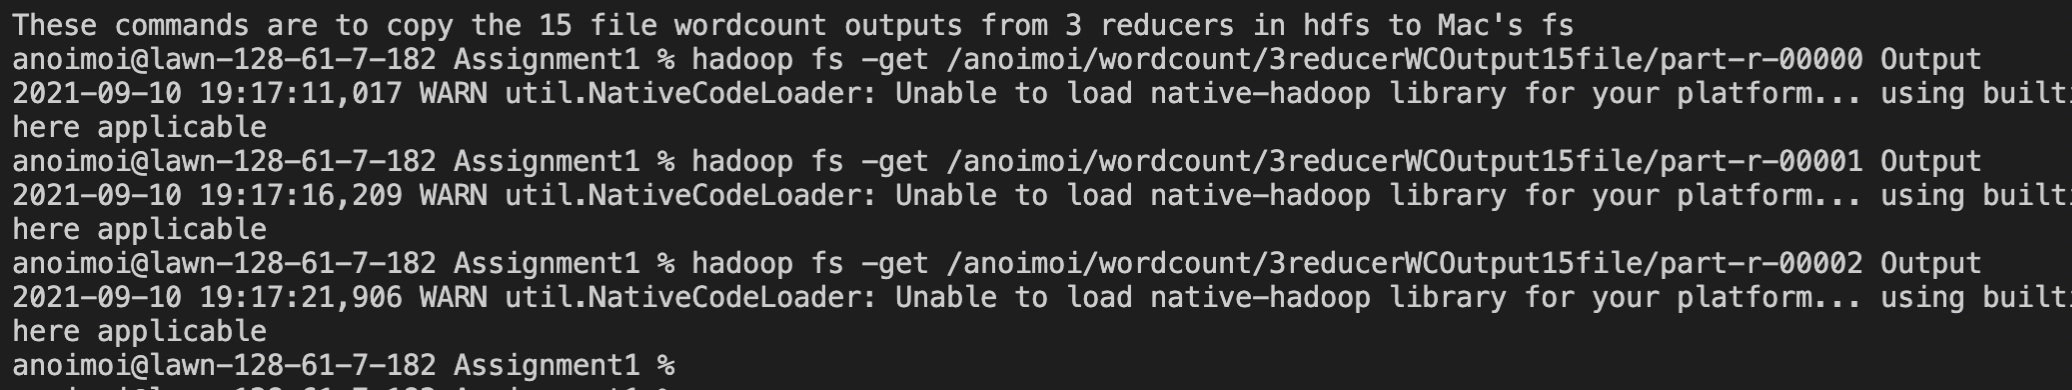 These commands are to copy the 15 file wordcount outputs from 3 reducers in hdfs to Mac's fs
anoimoi@lawn-128-61-7-182 Assignment1 % hadoop fs -get /anoimoi/wordcount/3reducerWCOutput15file/part-r-00000 Output
2021-09-10 19:17:11,017 WARN util.NativeCodeLoader: Unable to load native-hadoop library for your platform... using
here applicable
anoimoi@lawn-128-61-7-182 Assignment1 % hadoop fs -get /anoimoi/wordcount/3reducerWCOutput15file/part-r-00001 Output
2021-09-10 19:17:16,209 WARN util.NativeCodeLoader: Unable to load native-hadoop library for your platform... using
here applicable
anoimoi@lawn-128-61-7-182 Assignment1 % hadoop fs -get /anoimoi/wordcount/3reducerWCOutput15file/part-r-00002 Output
2021-09-10 19:17:21,906 WARN util.NativeCodeLoader: Unable to load native-hadoop library for your platform... using
here applicable
anoimoi@lawn-128-61-7-182 Assignment1 %